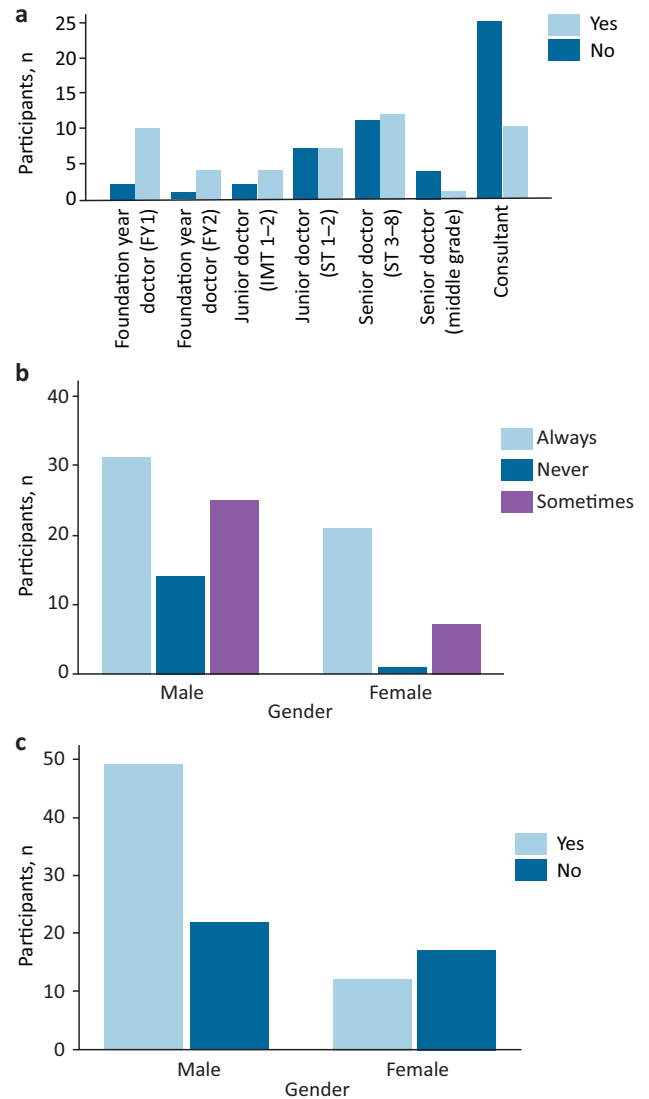 a
Participants, n
25
20
15
10
5
0
Yes
No
Foundation year
doctor (FY1)
Foundation year
doctor (FY2)
Junior doctor
(IMT 1–2)
Junior doctor
(ST 1–2)
Senior doctor
(ST 3–8)
Senior doctor
(middle grade)
Consultant
b
Participants, n
40
30
20
10
0
Always
Never
Sometimes
Male
Female
Gender
c
Participants, n
50
40
30
20
10
0
Yes
No
Male
Female
Gender